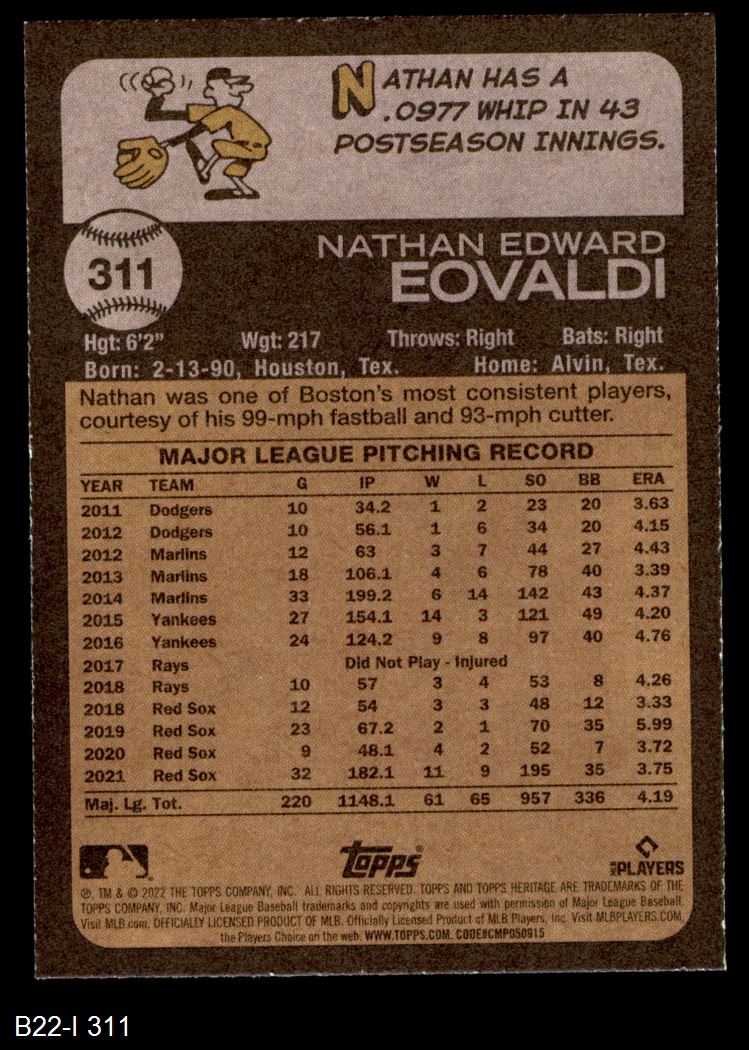 NATHAN HAS A
.0977 WHIP IN 43
POSTSEASON INNINGS.
311
NATHAN EDWARD
EOVALDI
Hgt: 6'2" Wgt: 217 Throws: Right Bats: Right
Born: 2-13-90, Houston, Tex. Home: Alvin, Tex.
Nathan was one of Boston's most consistent players,
courtesy of his 99-mph fastball and 93-mph cutter.
MAJOR LEAGUE PITCHING RECORD
YEAR TEAM G IP W L SO BB ERA
2011 Dodgers 10 34.2 1 2 23 20 3.63
2012 Dodgers 10 56.1 1 6 34 20 4.15
2012 Marlins 12 63 3 7 44 27 4.43
2013 Marlins 18 106.1 4 6 78 40 3.39
2014 Marlins 33 199.2 6 14 142 43 4.37
2015 Yankees 27 154.1 14 3 121 49 4.20
2016 Yankees 24 124.2 9 8 97 40 4.76
2017 Rays Did Not Play - Injured
2018 Rays 10 57 3 4 53 8 4.26
2018 Red Sox 12 54 3 3 48 12 3.33
2019 Red Sox 23 67.2 2 1 70 35 5.99
2020 Red Sox 9 48.1 4 2 52 7 3.72
2021 Red Sox 32 182.1 11 9 195 35 3.75
Maj. Lg. Tot. 220 1148.1 61 65 957 336 4.19
topps
MLB PLAYERS
®, TM & © 2022 THE TOPPS COMPANY, INC. ALL RIGHTS RESERVED. TOPPS AND TOPPS HERITAGE ARE TRADEMARKS OF THE
TOPPS COMPANY, INC. Major League Baseball trademarks and copyrights are used with permission of Major League Baseball.
Visit MLB.com. OFFICIALLY LICENSED PRODUCT OF MLB. Officially Licensed Product of MLB Players, Inc. Visit MLBPLAYERS.COM,
the Players Choice on the web. WWW.TOPPS.COM. CODE#CMP050915
B22-I 311